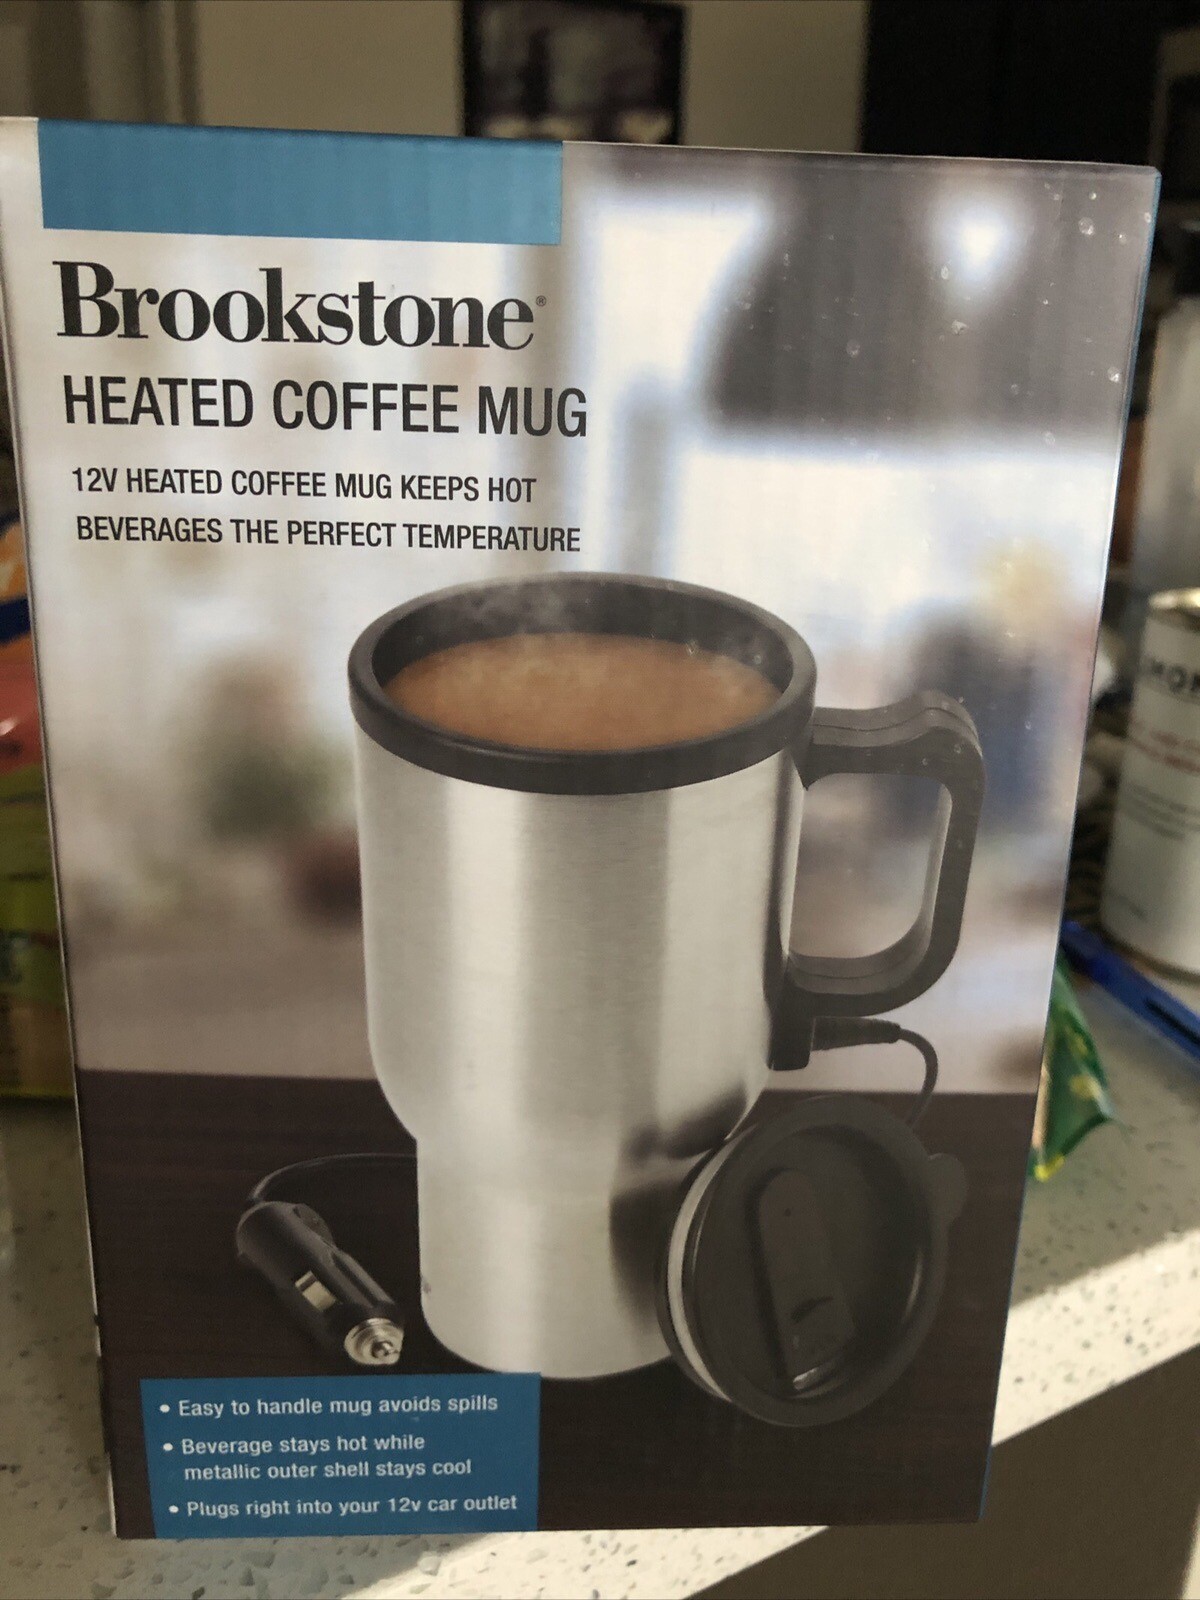 Brookstone®
HEATED COFFEE MUG
12V HEATED COFFEE MUG KEEPS HOT
BEVERAGES THE PERFECT TEMPERATURE
• Easy to handle mug avoids spills
• Beverage stays hot while
metallic outer shell stays cool
• Plugs right into your 12v car outlet